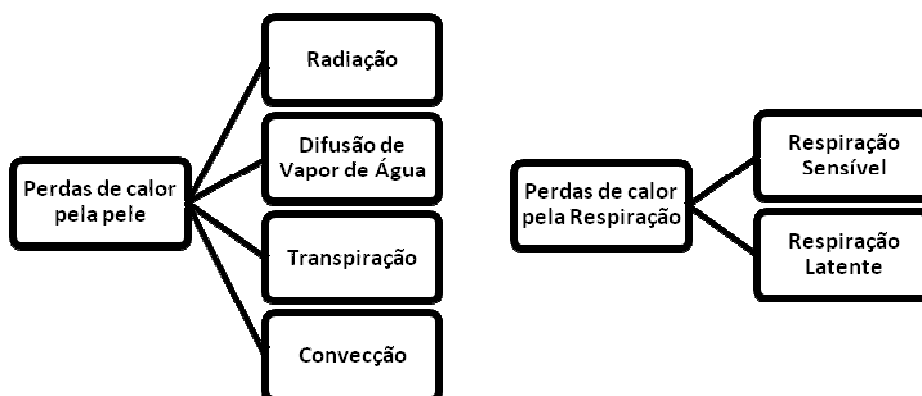 Perdas de calor
pela pele
Radiação
Difusão de
Vapor de Água
Transpiração
Convecção
Perdas de calor
pela Respiração
Respiração
Sensível
Respiração
Latente